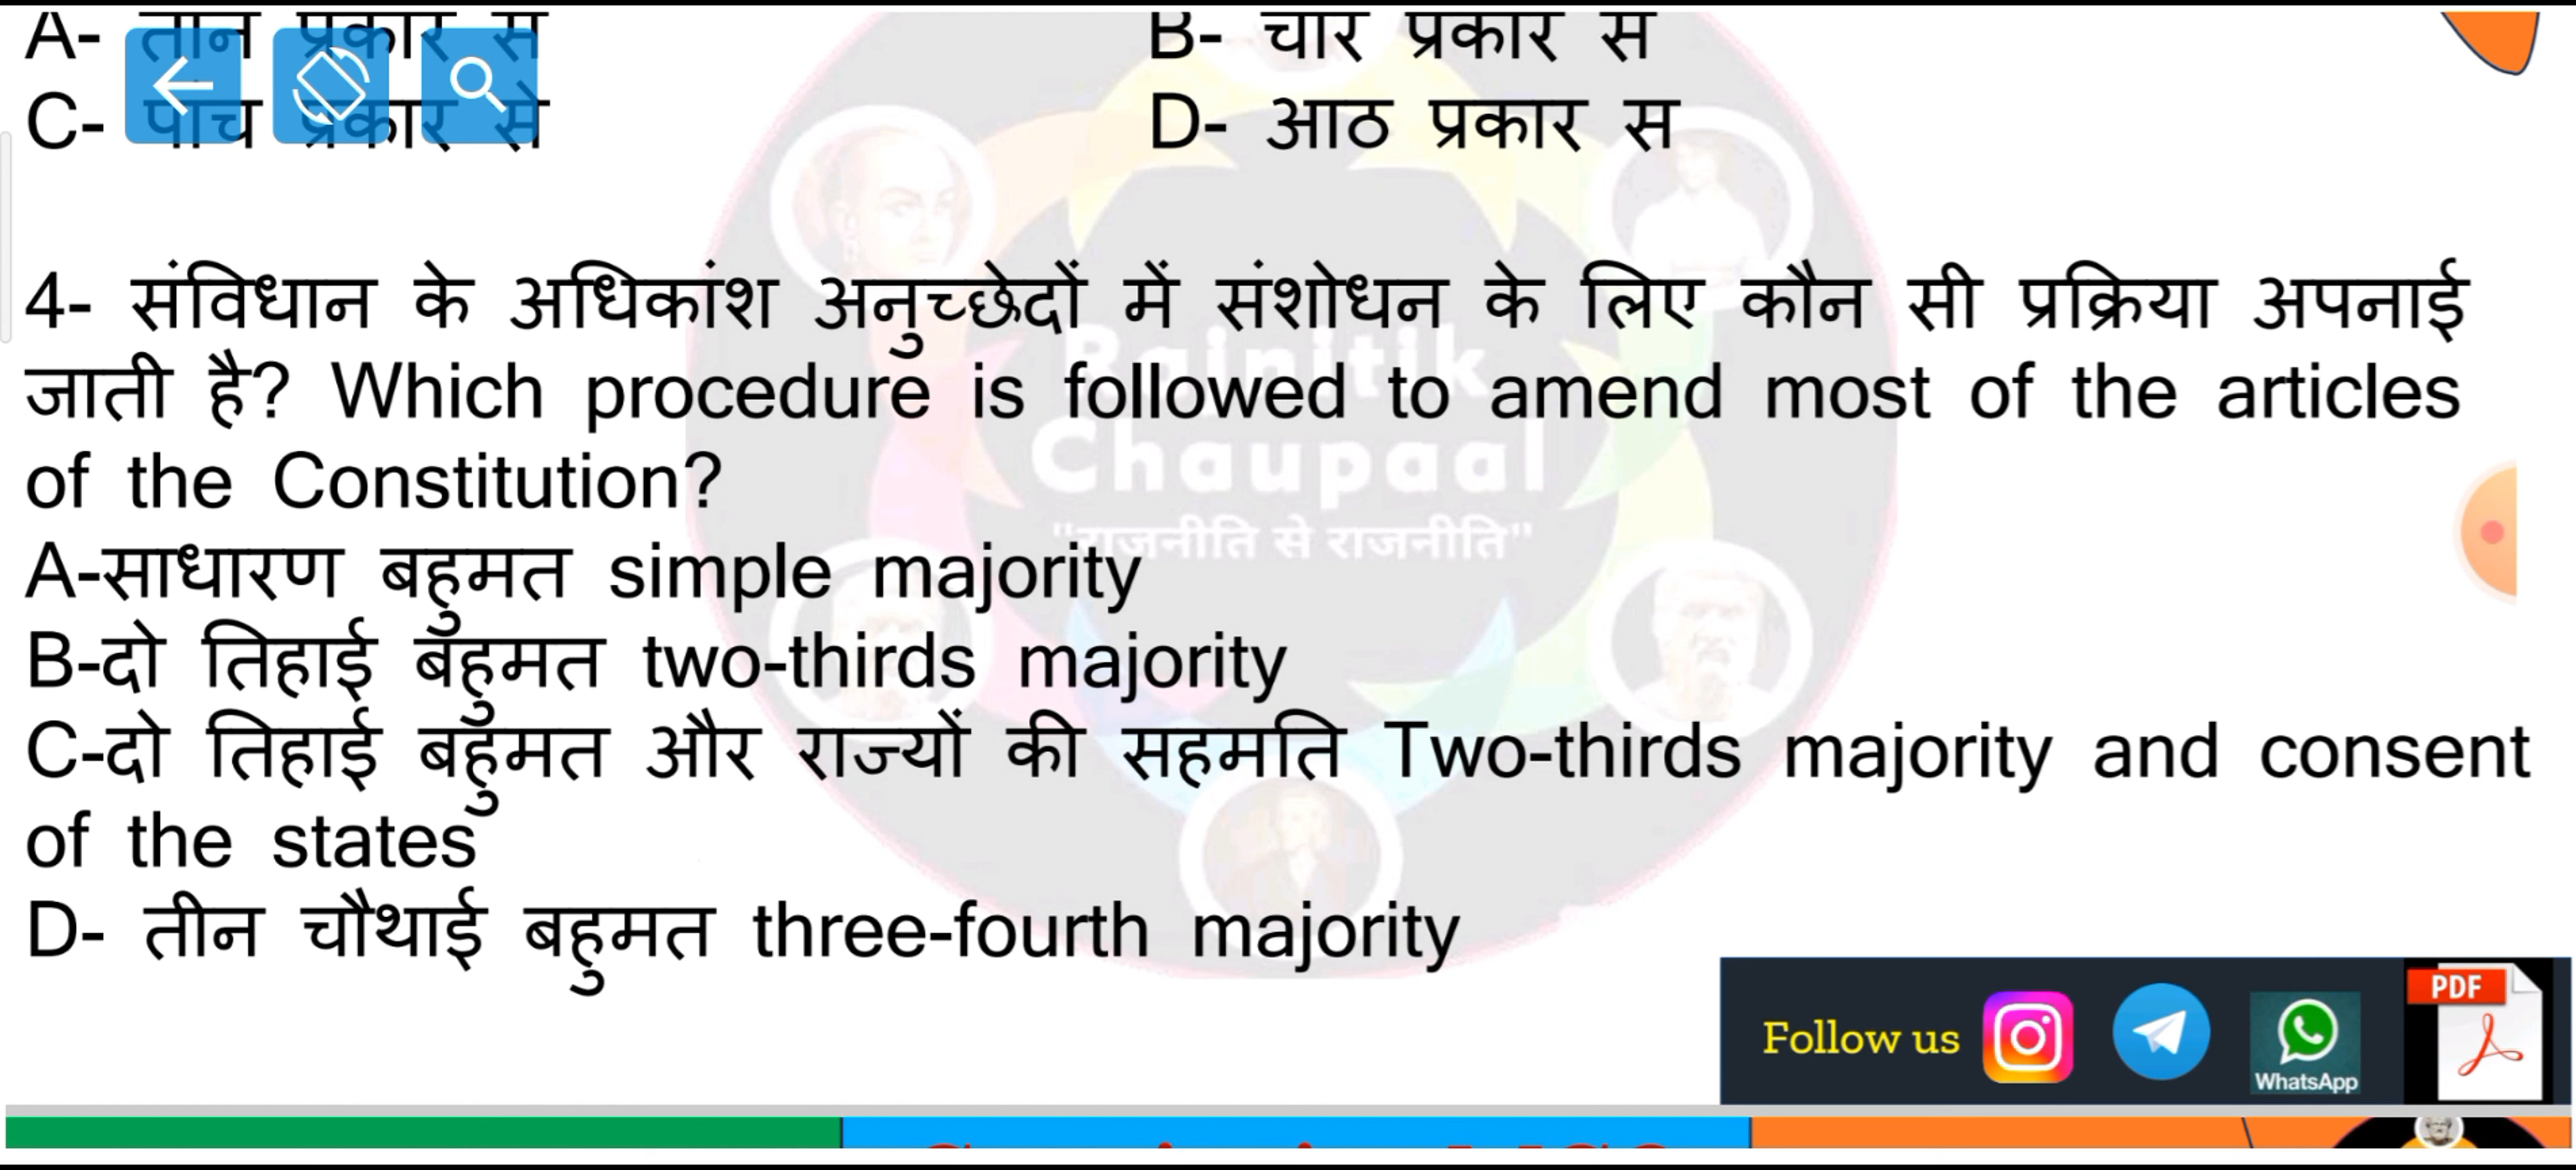 A- तीन प्रकार से
B- चार प्रकार स
C- पांच प्रकार से
D- आठ प्रकार स
4- संविधान के अधिकांश अनुच्छेदों में संशोधन के लिए कौन सी प्रक्रिया अपनाई
जाती है? Which procedure is followed to amend most of the articles
of the Constitution?
A-साधारण बहुमत simple majority
B-दो तिहाई बहुमत two-thirds majority
C-दो तिहाई बहुमत और राज्यों की सहमति Two-thirds majority and consent
of the states
D- तीन चौथाई बहुमत three-fourth majority
Rajnitik
Chaupaal
"राजनीति से राजनीति"
Follow us
WhatsApp
PDF